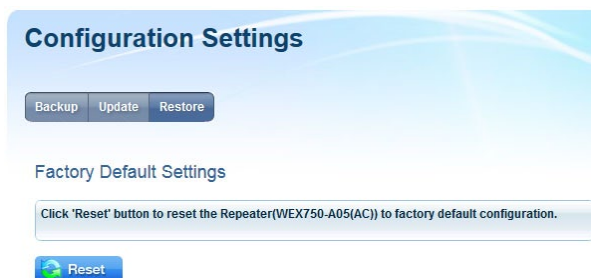 Configuration Settings
Backup Update Restore
Factory Default Settings
Click 'Reset' button to reset the Repeater(WEX750-A05(AC)) to factory default configuration.
Reset